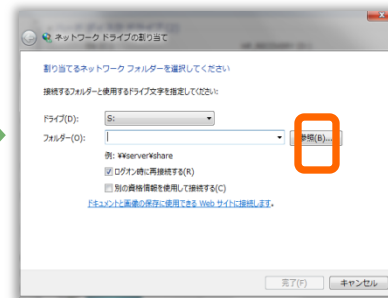 ネットワーク ドライブの割り当て
割り当てるネットワーク フォルダーを選択してください
接続するフォルダーと使用するドライブ文字を指定してください:
ドライブ(D): S:
フォルダー(O): 参照(B)...
例: ¥¥server¥share
ログオン時に再接続する(R)
別の資格情報を使用して接続する(C)
ドキュメントと画像の保存に使用できる Web サイトに接続します。
完了(F) キャンセル